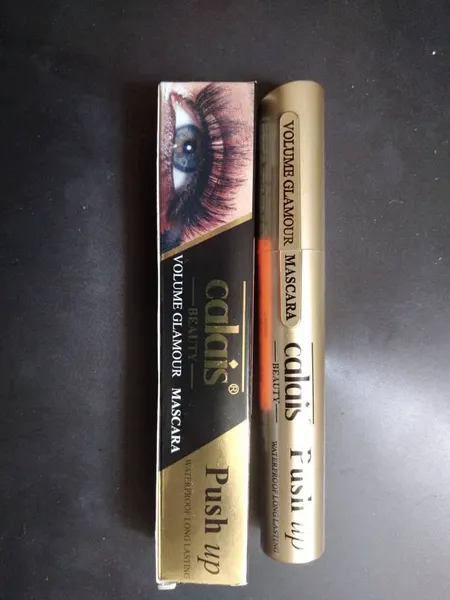 calais®
BEAUTY
VOLUME GLAMOUR MASCARA
Push up
WATERPROOF LONG LASTING
VOLUME GLAMOUR MASCARA
calais
BEAUTY
Push up
WATERPROOF LONG LASTING